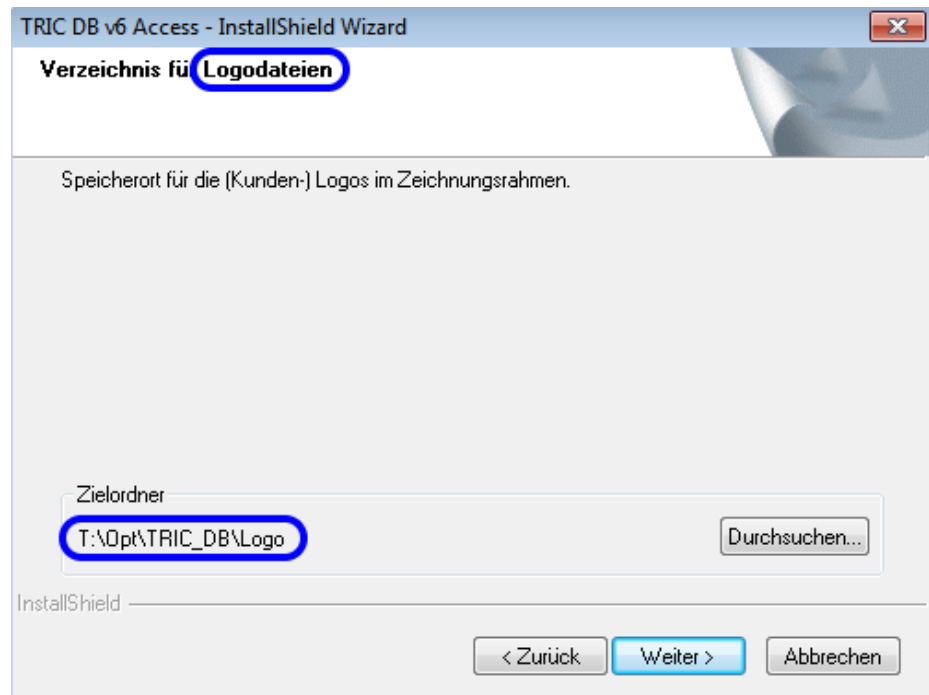 TRIC DB v6 Access - InstallShield Wizard
Verzeichnis fü Logodateien
Speicherort für die (Kunden-) Logos im Zeichnungsrahmen.
Zielordner
T:\Opt\TRIC_DB\Logo
Durchsuchen...
InstallShield
< Zurück
Weiter >
Abbrechen